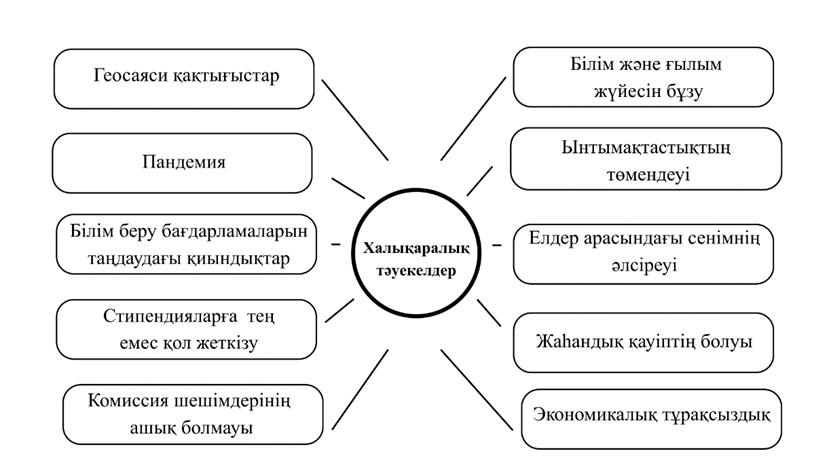 Геосаяси қақтығыстар
Пандемия
Білім беру бағдарламаларын
таңдаудағы қиындықтар
Стипендияларға тең
емес қол жеткізу
Комиссия шешімдерінің
ашық болмауы
Халықаралық
тәуекелдер
Білім және ғылым
жүйесін бұзу
Ынтымақтастықтың
төмендеуі
Елдер арасындағы сенімнің
әлсіреуі
Жаһандық қауіптің болуы
Экономикалық тұрақсыздық